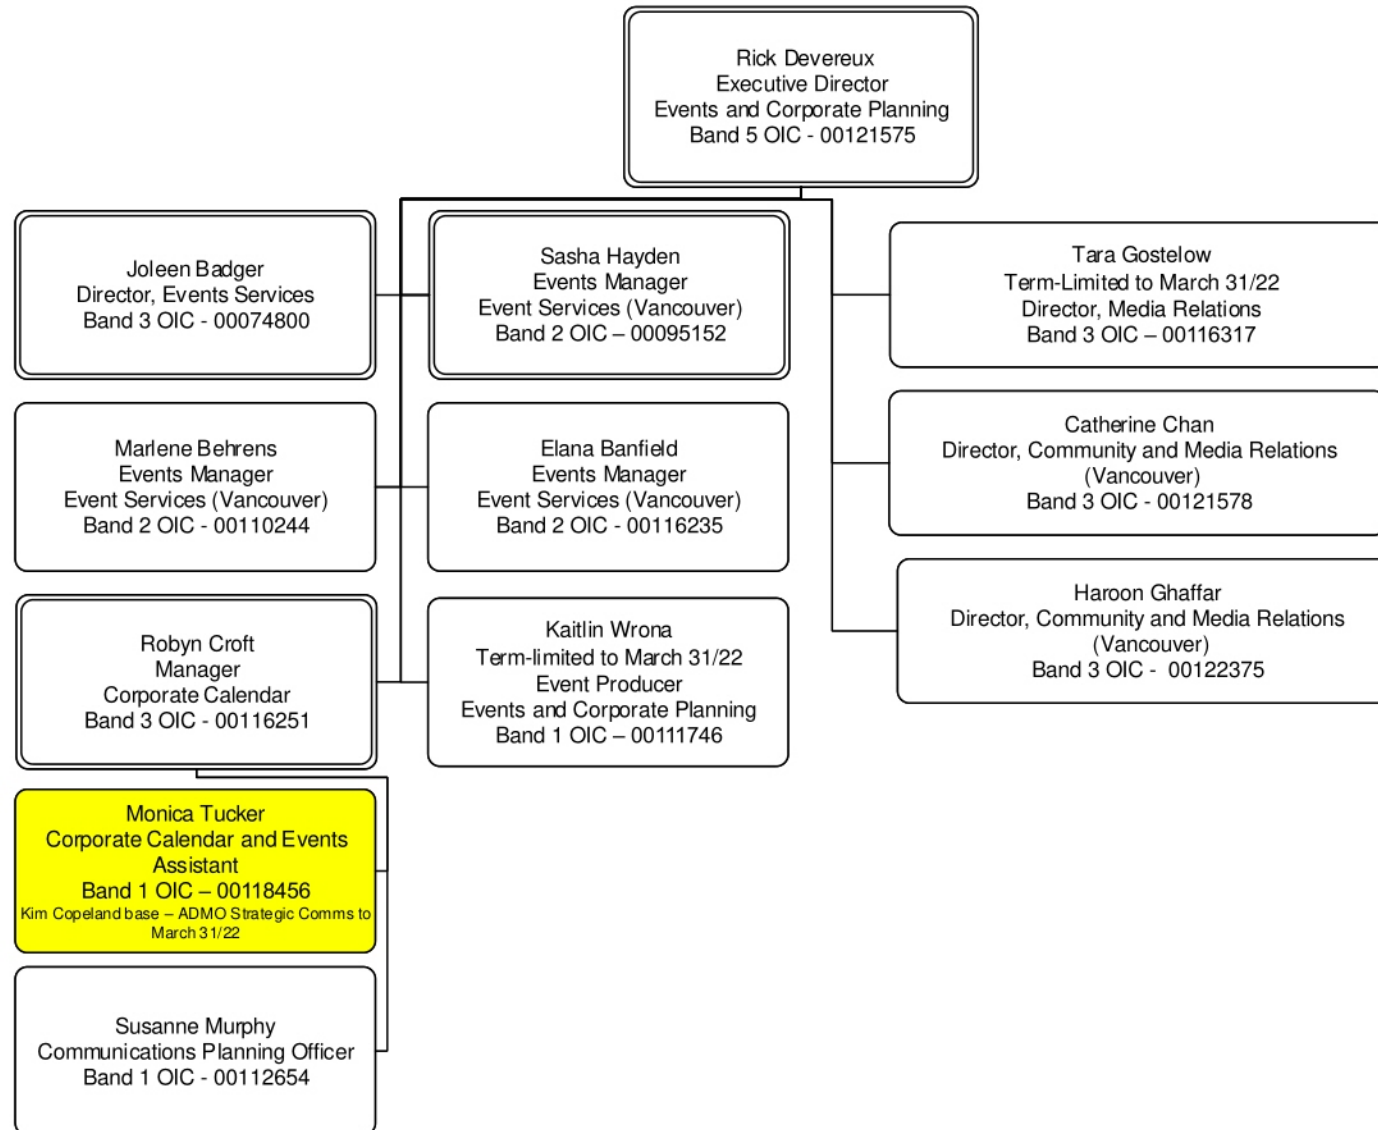 Rick Devereux
Executive Director
Events and Corporate Planning
Band 5 OIC - 00121575
Joleen Badger
Director, Events Services
Band 3 OIC - 00074800
Sasha Hayden
Events Manager
Event Services (Vancouver)
Band 2 OIC – 00095152
Tara Gostelow
Term-Limited to March 31/22
Director, Media Relations
Band 3 OIC – 00116317
Marlene Behrens
Events Manager
Event Services (Vancouver)
Band 2 OIC - 00110244
Elana Banfield
Events Manager
Event Services (Vancouver)
Band 2 OIC - 00116235
Catherine Chan
Director, Community and Media Relations
(Vancouver)
Band 3 OIC - 00121578
Robyn Croft
Manager
Corporate Calendar
Band 3 OIC - 00116251
Kaitlin Wrona
Term-limited to March 31/22
Event Producer
Events and Corporate Planning
Band 1 OIC – 00111746
Haroon Ghaffar
Director, Community and Media Relations
(Vancouver)
Band 3 OIC -  00122375
Monica Tucker
Corporate Calendar and Events
Assistant
Band 1 OIC – 00118456
Kim Copeland base – ADMO Strategic Comms to
March 31/22
Susanne Murphy
Communications Planning Officer
Band 1 OIC - 00112654